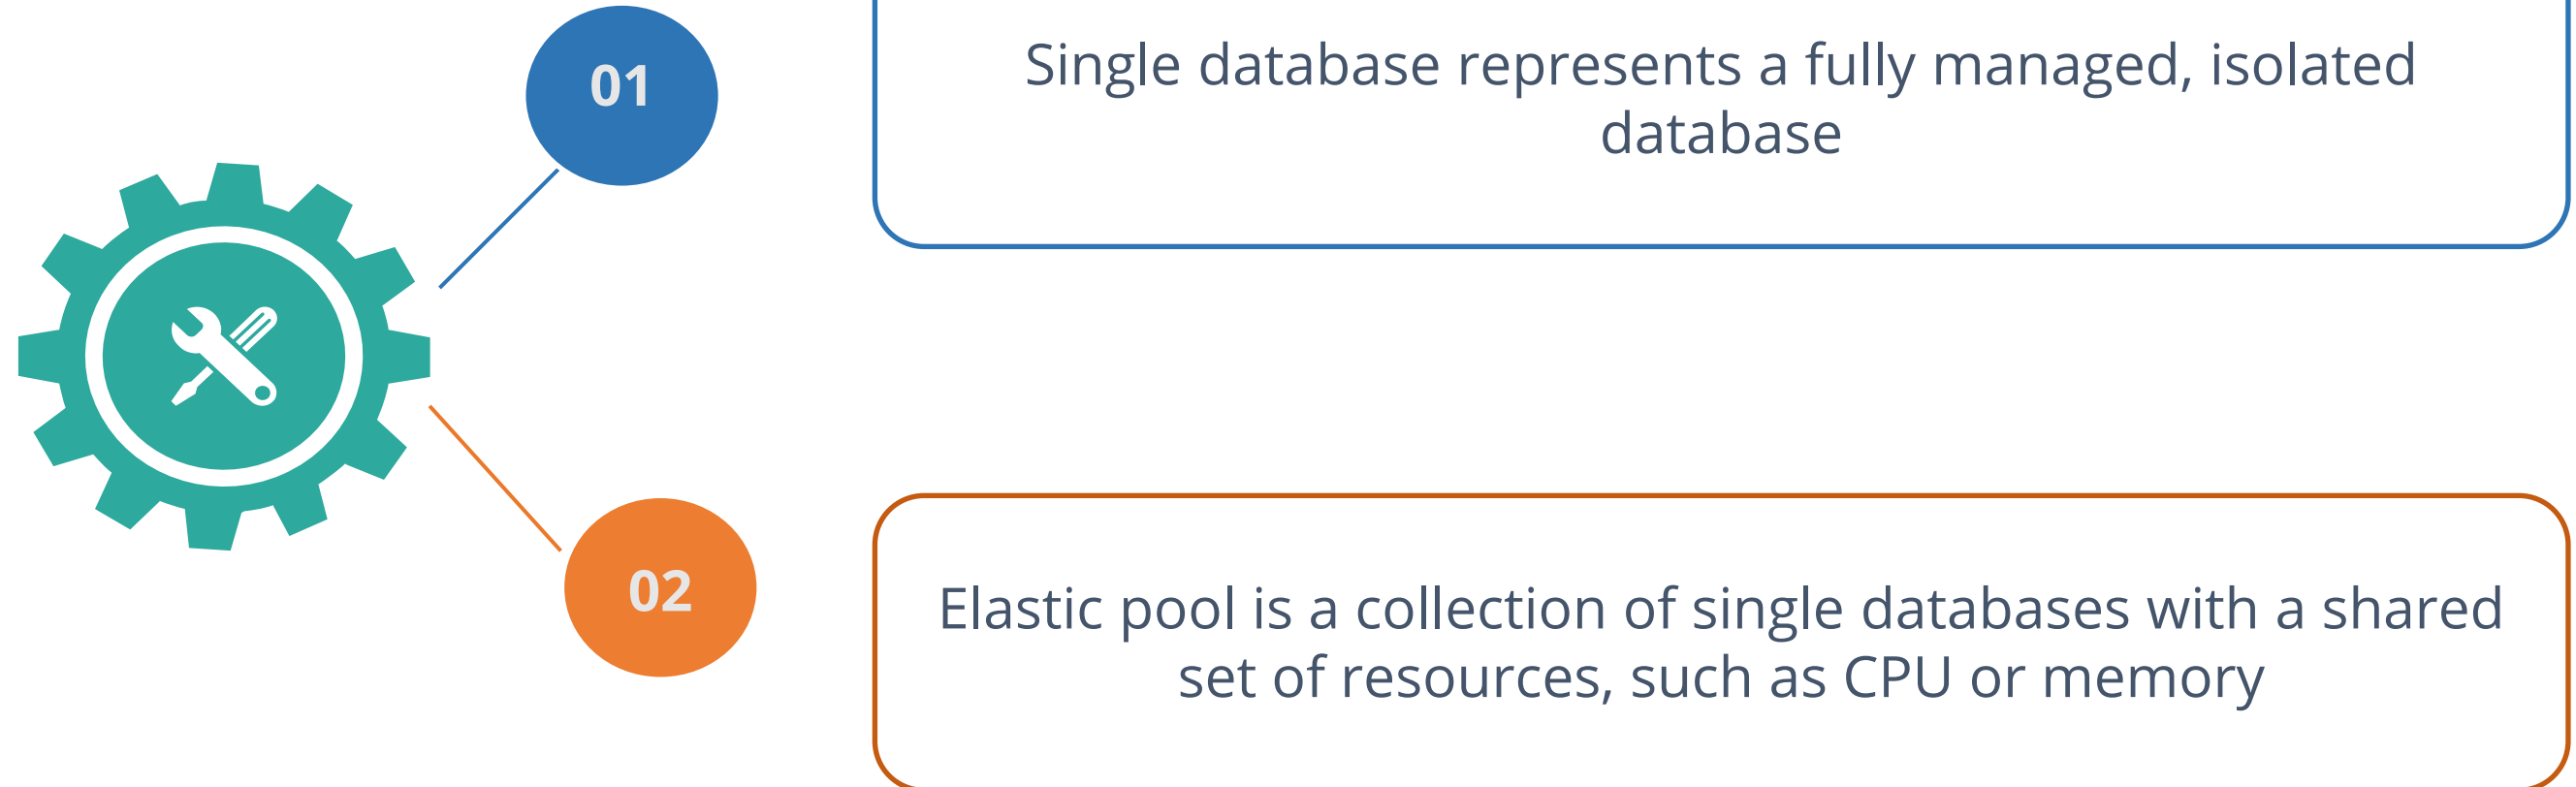 01
Single database represents a fully managed, isolated
database
02
Elastic pool is a collection of single databases with a shared
set of resources, such as CPU or memory